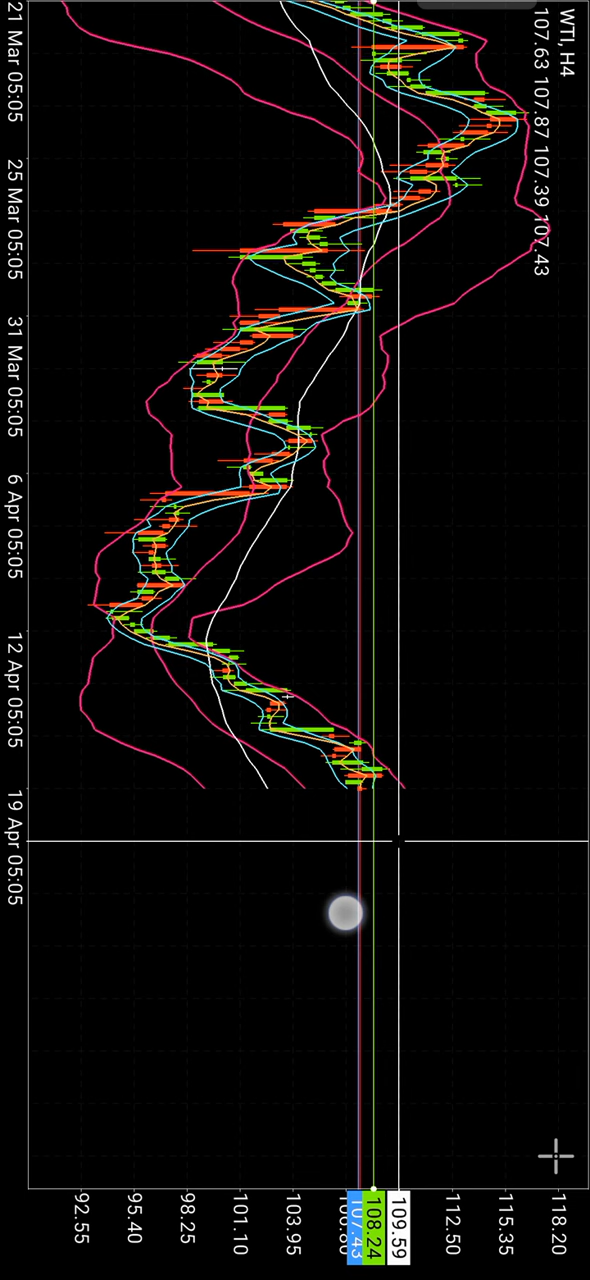 WTI, H4
107.63 107.87 107.39 107.43
118.20
115.35
112.50
109.59
108.24
107.43
103.95
101.10
98.25
95.40
92.55
21 Mar 05:05
25 Mar 05:05
31 Mar 05:05
6 Apr 05:05
12 Apr 05:05
19 Apr 05:05